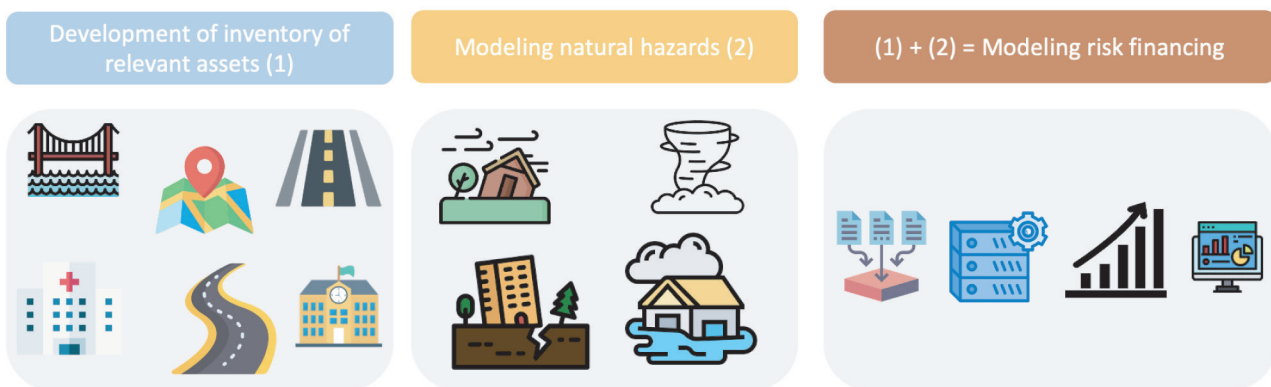 Development of inventory of
relevant assets (1)
Modeling natural hazards (2)
(1) + (2) = Modeling risk financing